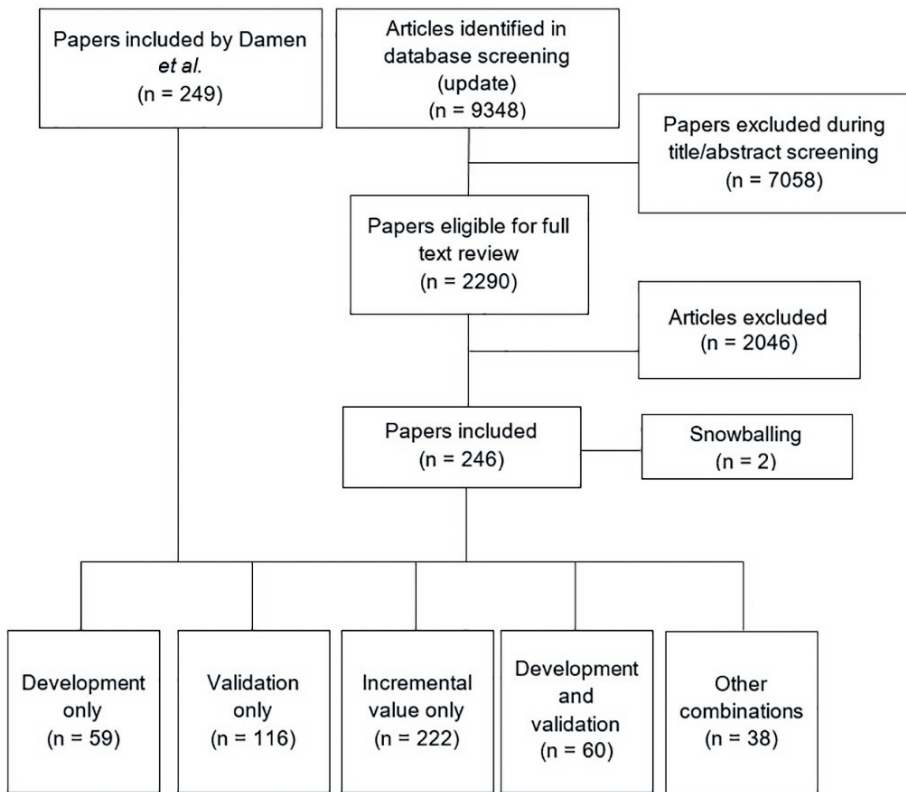 Papers included by Damen
et al.
(n = 249)
Articles identified in
database screening
(update)
(n = 9348)
Papers excluded during
title/abstract screening
(n = 7058)
Papers eligible for full
text review
(n = 2290)
Articles excluded
(n = 2046)
Papers included
(n = 246)
Snowballing
(n = 2)
Development
only
(n = 59)
Validation
only
(n = 116)
Incremental
value only
(n = 222)
Development
and
validation
(n = 60)
Other
combinations
(n = 38)